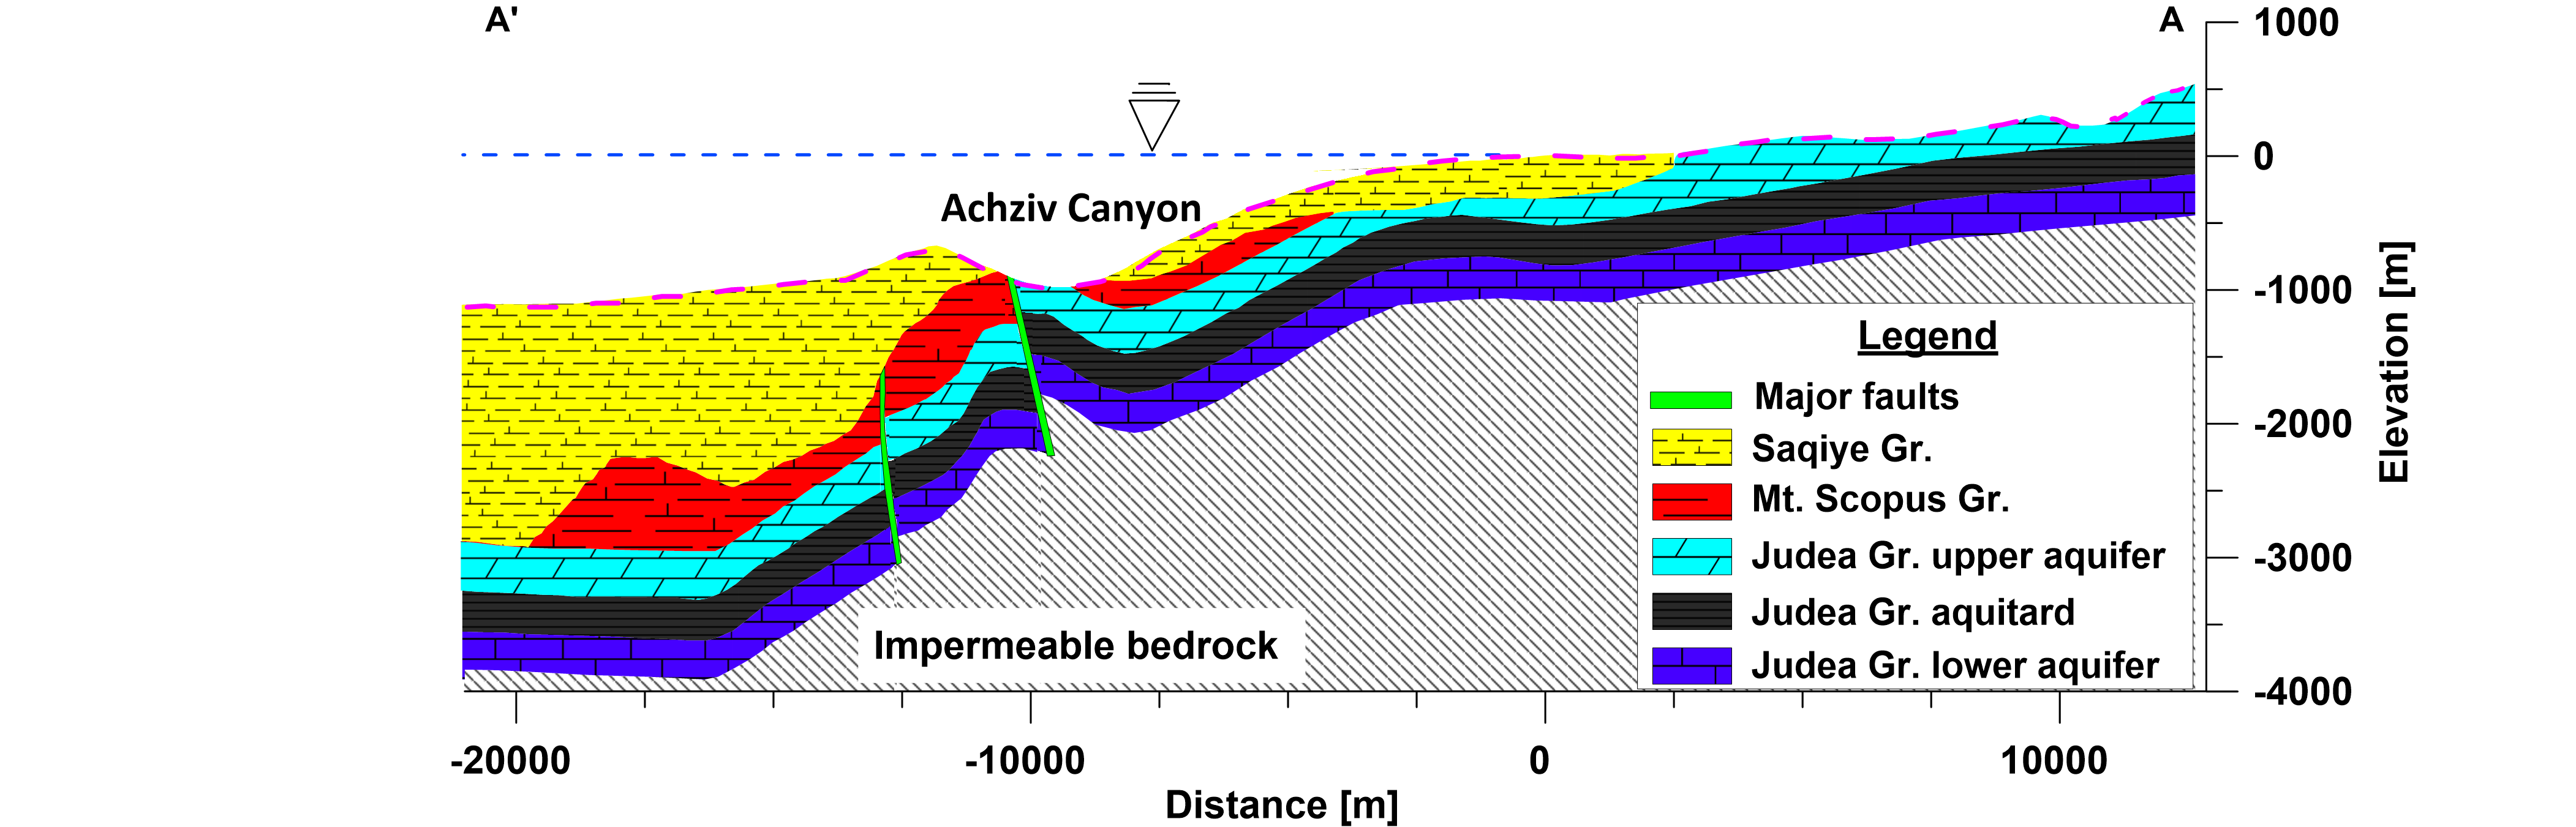 A'
A
1000
0
-1000
-2000
-3000
-4000
Elevation [m]
Achziv Canyon
Legend
Major faults
Saqiye Gr.
Mt. Scopus Gr.
Judea Gr. upper aquifer
Judea Gr. aquitard
Judea Gr. lower aquifer
Impermeable bedrock
-20000
-10000
0
10000
Distance [m]